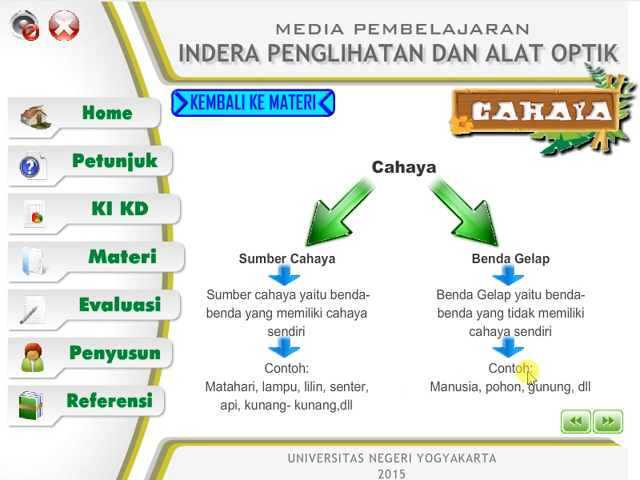 MEDIA PEMBELAJARAN
INDERA PENGLIHATAN DAN ALAT OPTIK
KEMBALI KE MATERI
CAHAYA
Home
Petunjuk
KI KD
Materi
Evaluasi
Penyusun
Referensi
Cahaya
Sumber Cahaya
Sumber cahaya yaitu benda-
benda yang memiliki cahaya
sendiri
Contoh:
Matahari, lampu, lilin, senter,
api, kunang- kunang,dll
Benda Gelap
Benda Gelap yaitu benda-
benda yang tidak memiliki
cahaya sendiri
Contoh:
Manusia, pohon, gunung, dll
UNIVERSITAS NEGERI YOGYAKARTA
2015